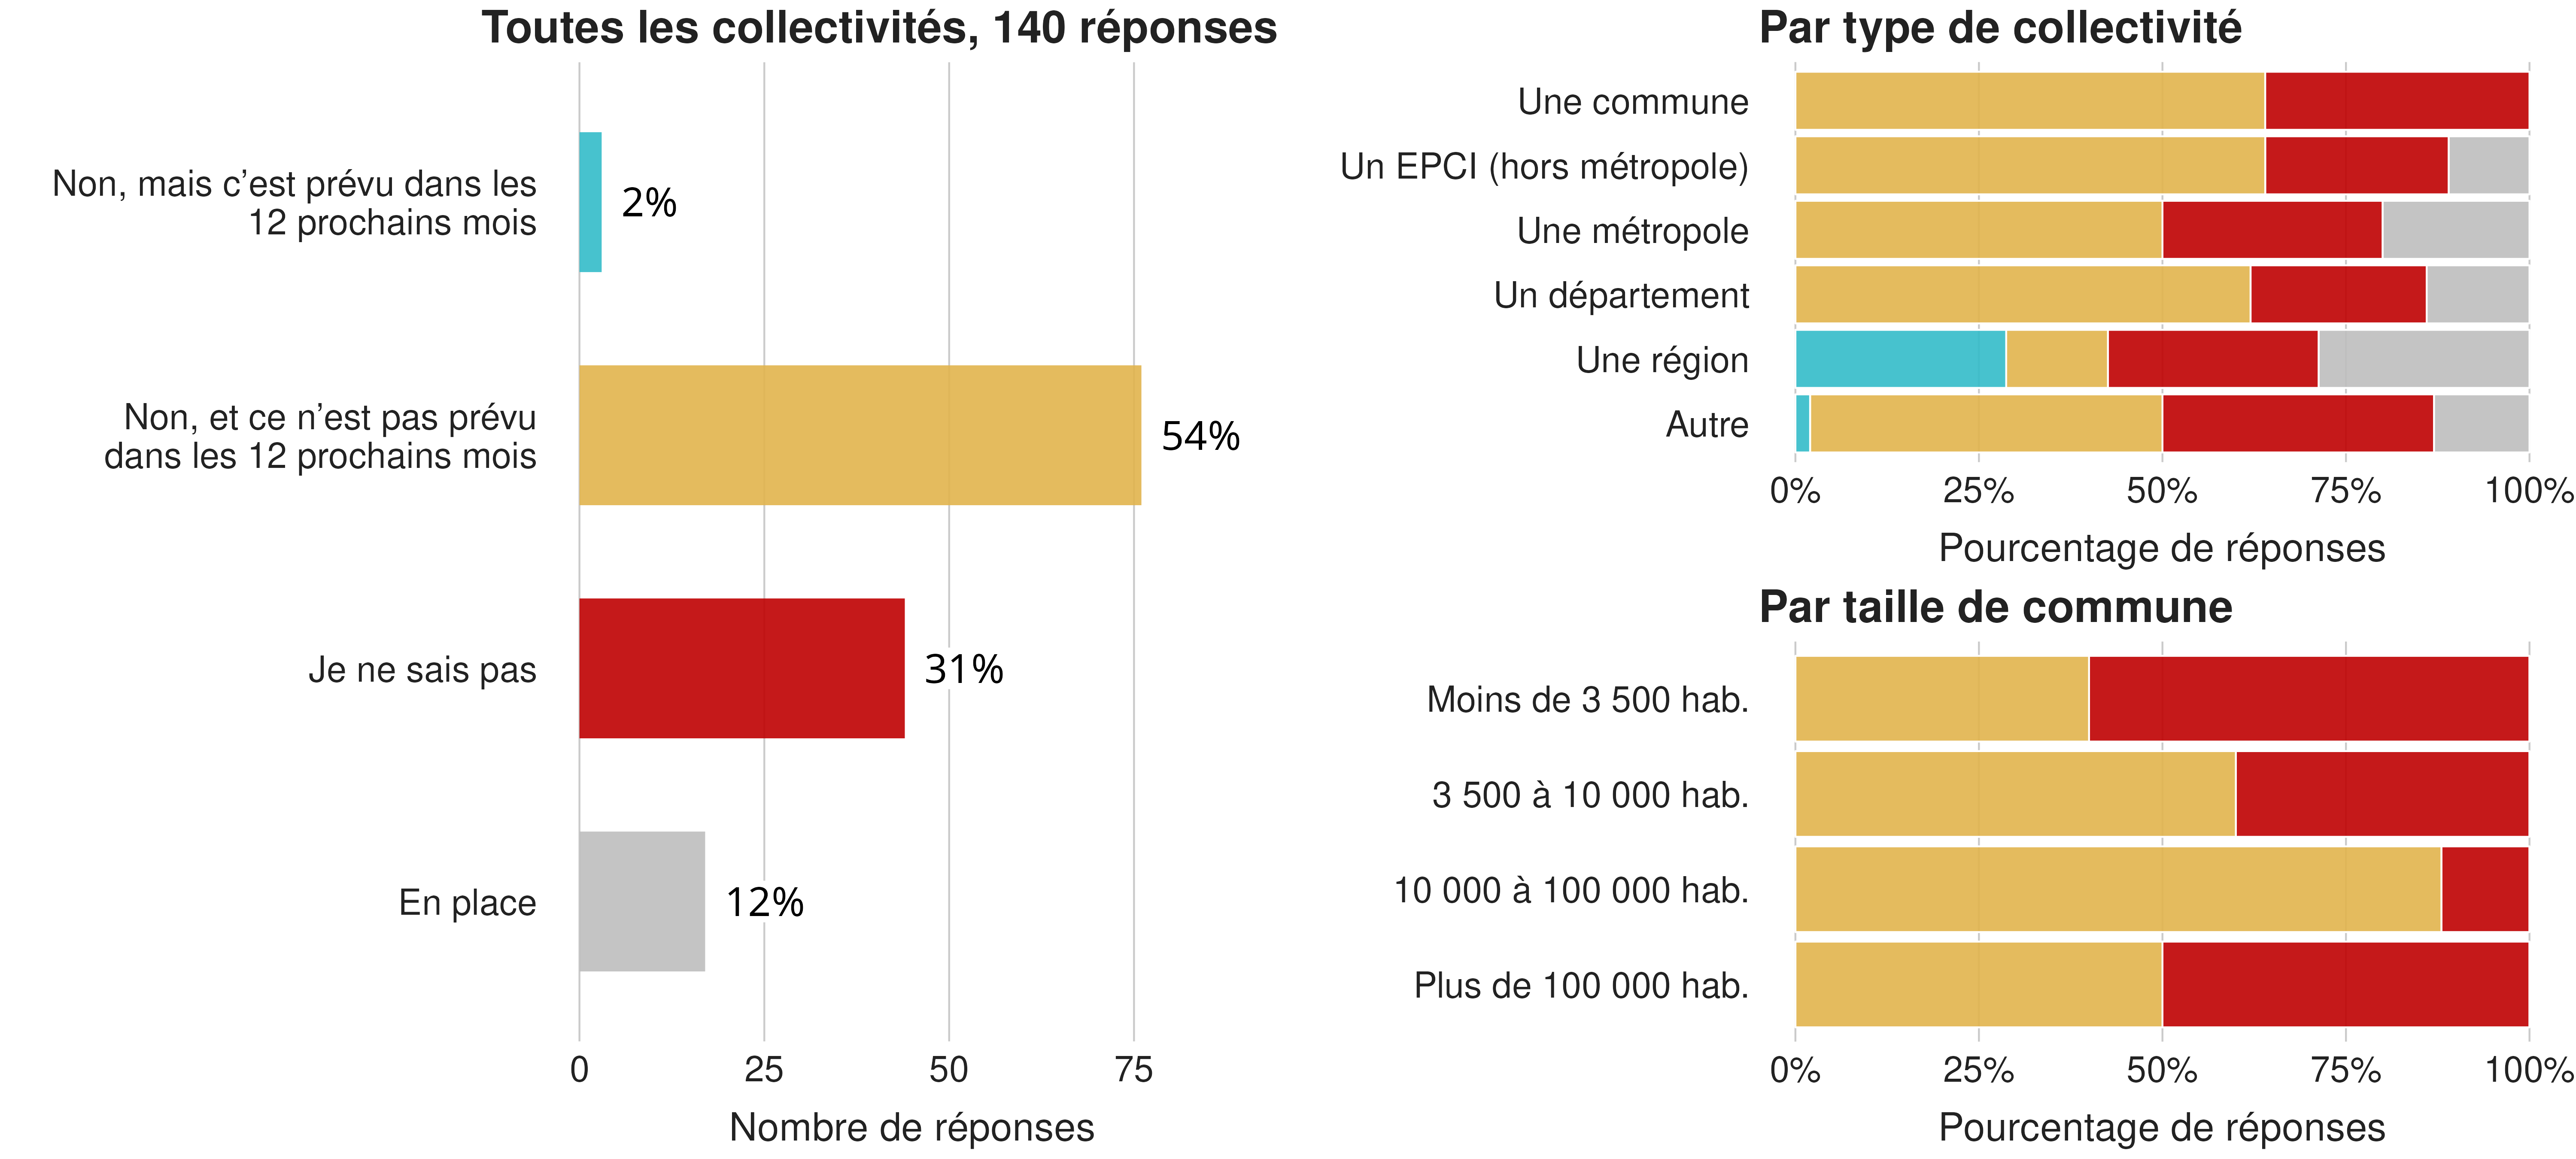 Toutes les collectivités, 140 réponses
Non, mais c’est prévu dans les
12 prochains mois
2%
Non, et ce n’est pas prévu
dans les 12 prochains mois
54%
Je ne sais pas
31%
En place
12%
0 25 50 75
Nombre de réponses
Par type de collectivité
Une commune
Un EPCI (hors métropole)
Une métropole
Un département
Une région
Autre
0% 25% 50% 75% 100%
Pourcentage de réponses
Par taille de commune
Moins de 3 500 hab.
3 500 à 10 000 hab.
10 000 à 100 000 hab.
Plus de 100 000 hab.
0% 25% 50% 75% 100%
Pourcentage de réponses